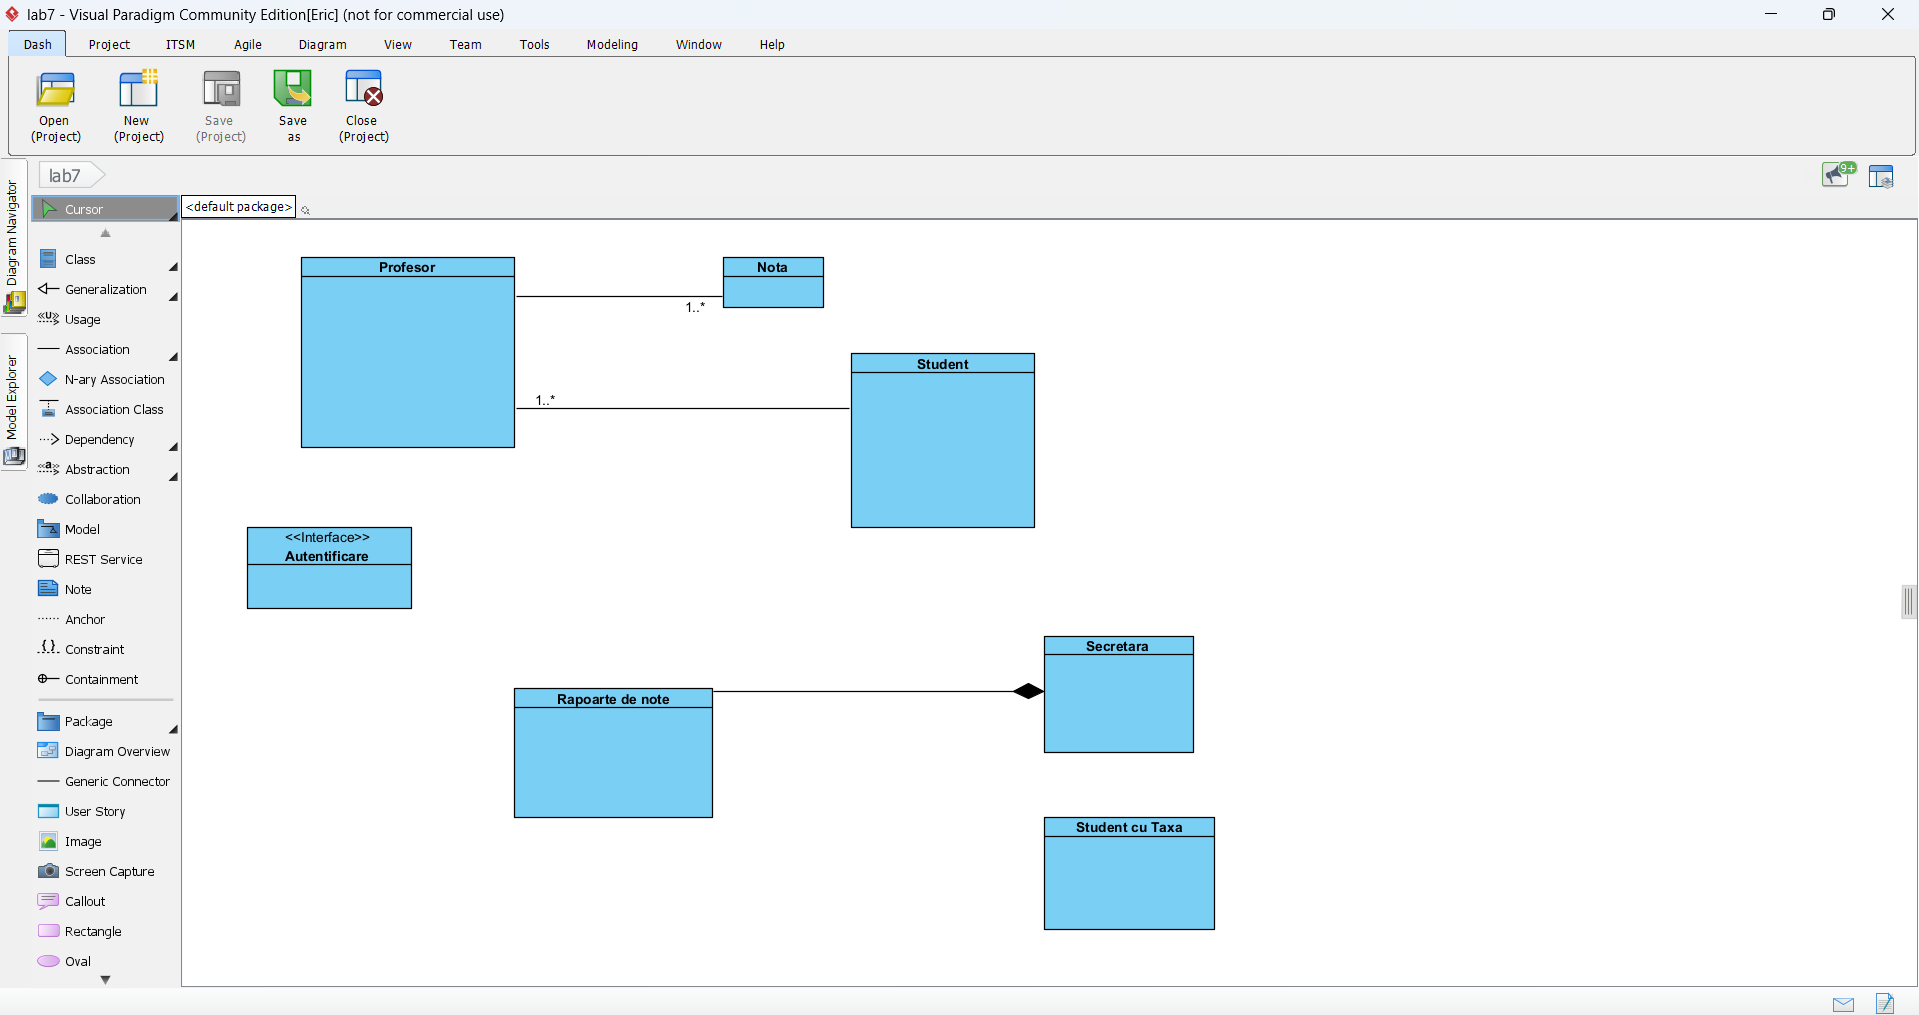 lab7 - Visual Paradigm Community Edition[Eric] (not for commercial use)
Dash Project ITSM Agile Diagram View Team Tools Modeling Window Help
Open (Project)
New (Project)
Save (Project)
Save as
Close (Project)
lab7
9+
Diagram Navigator
Model Explorer
Cursor
Class
Generalization
<<U>>
Usage
Association
N-ary Association
Association Class
Dependency
<<a>>
Abstraction
Collaboration
Model
REST Service
Note
Anchor
{}
Constraint
Containment
Package
Diagram Overview
Generic Connector
User Story
Image
Screen Capture
Callout
Rectangle
Oval
<default package>
Profesor
Nota
1..*
Student
1..*
<<Interface>>
Autentificare
Secretara
Rapoarte de note
Student cu Taxa